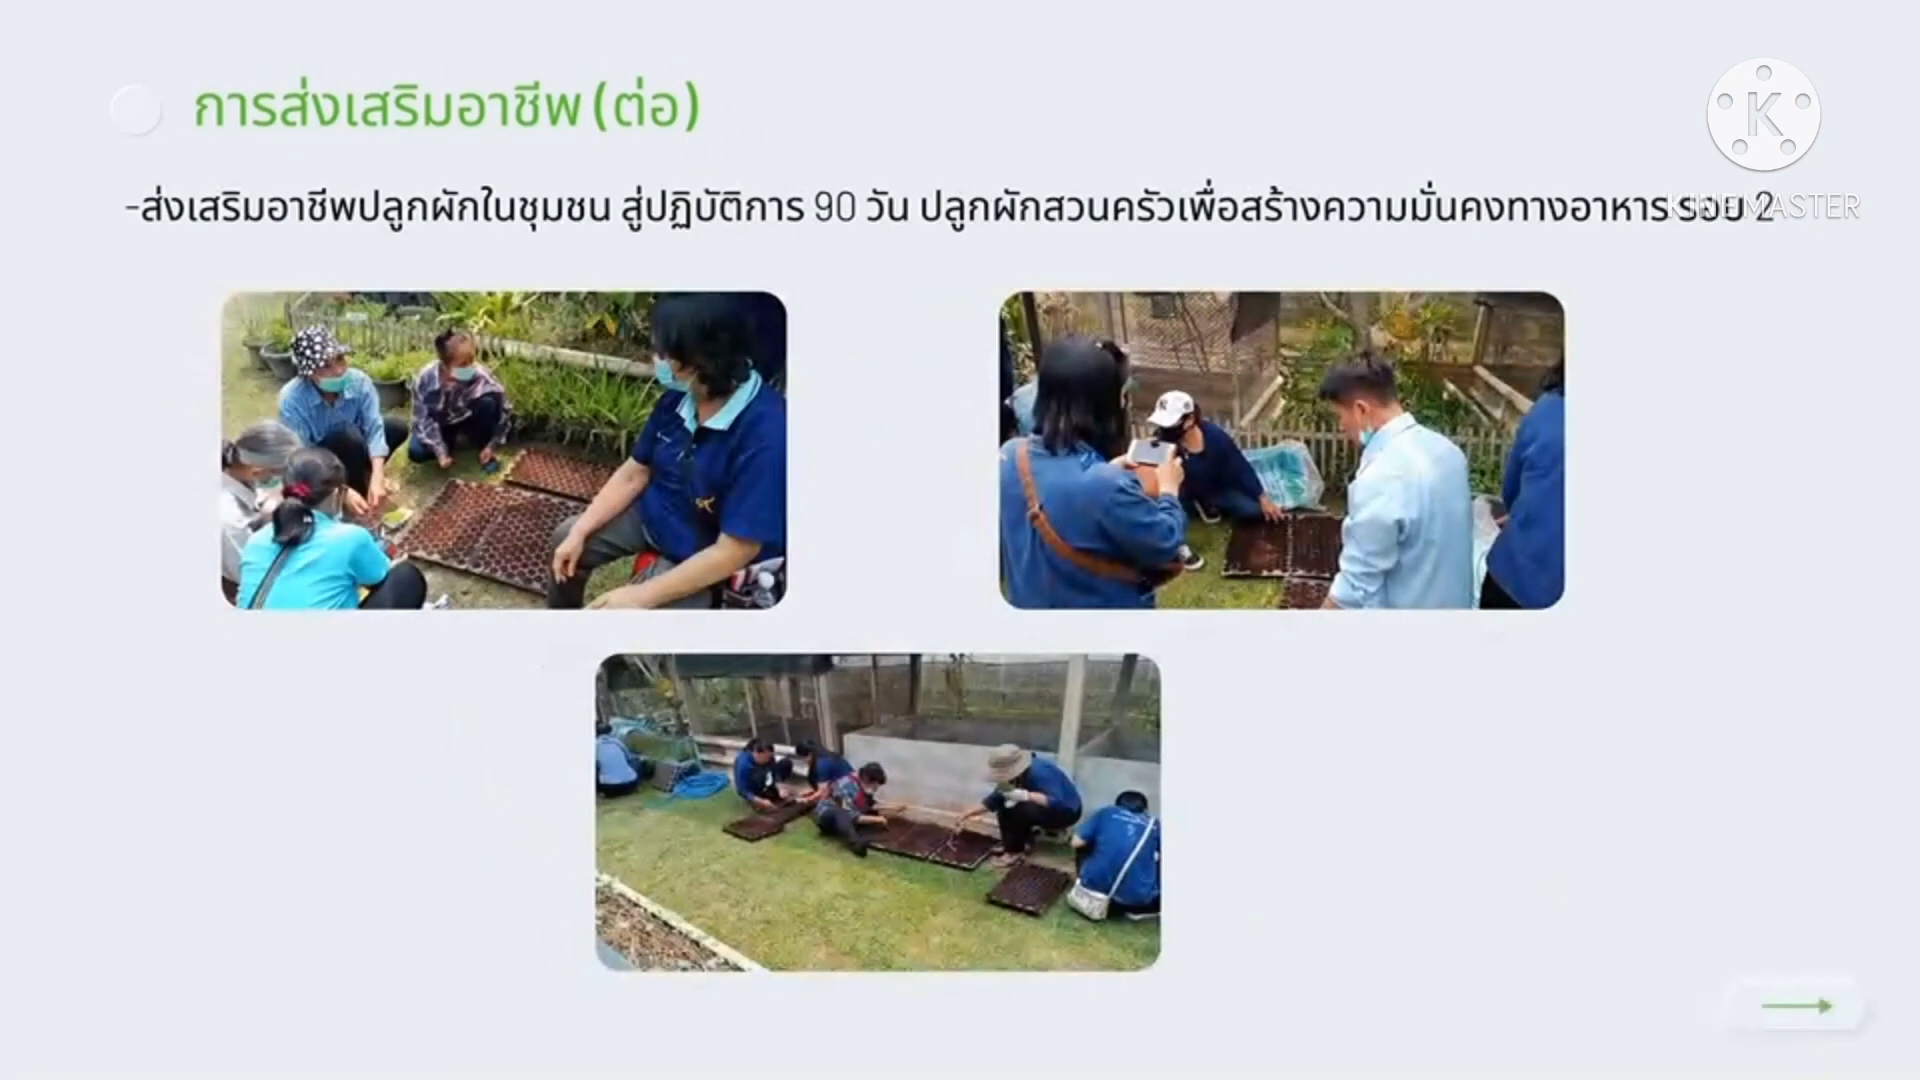 การส่งเสริมอาชีพ (ต่อ)
K
-ส่งเสริมอาชีพปลูกผักในชุมชน สู่ปฏิบัติการ 90 วัน ปลูกผักสวนครัวเพื่อสร้างความมั่นคงทางอาหาร รอบ 2
KINEMASTER